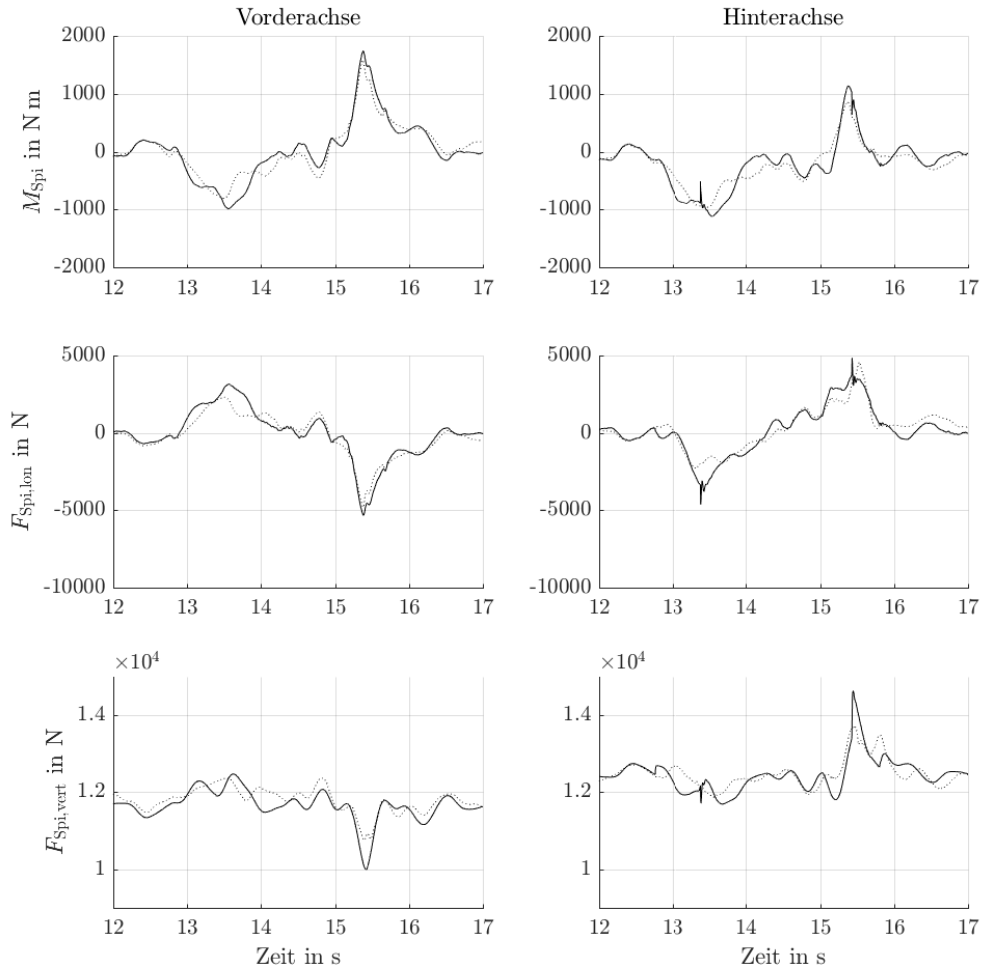 Vorderachse
Hinterachse
2000
1000
0
-1000
-2000
M_Spi in N m
12 13 14 15 16 17
2000
1000
0
-1000
-2000
12 13 14 15 16 17
5000
0
-5000
-10000
F_Spi,lon in N
12 13 14 15 16 17
5000
0
-5000
-10000
12 13 14 15 16 17
×10⁴
1.4
1.2
1
F_Spi,vert in N
12 13 14 15 16 17
Zeit in s
×10⁴
1.4
1.2
1
12 13 14 15 16 17
Zeit in s